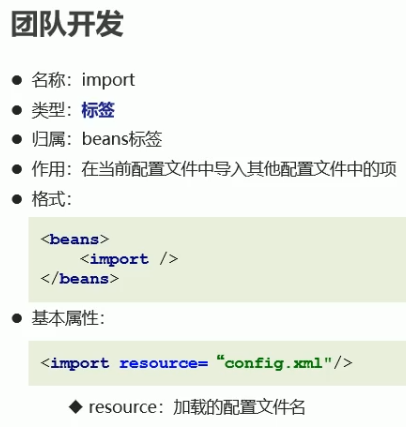 团队开发
● 名称：import
● 类型：标签
● 归属：beans标签
● 作用：在当前配置文件中导入其他配置文件中的项
● 格式：
<beans>
    <import />
</beans>
● 基本属性：
<import resource=“config.xml"/>
◆ resource：加载的配置文件名